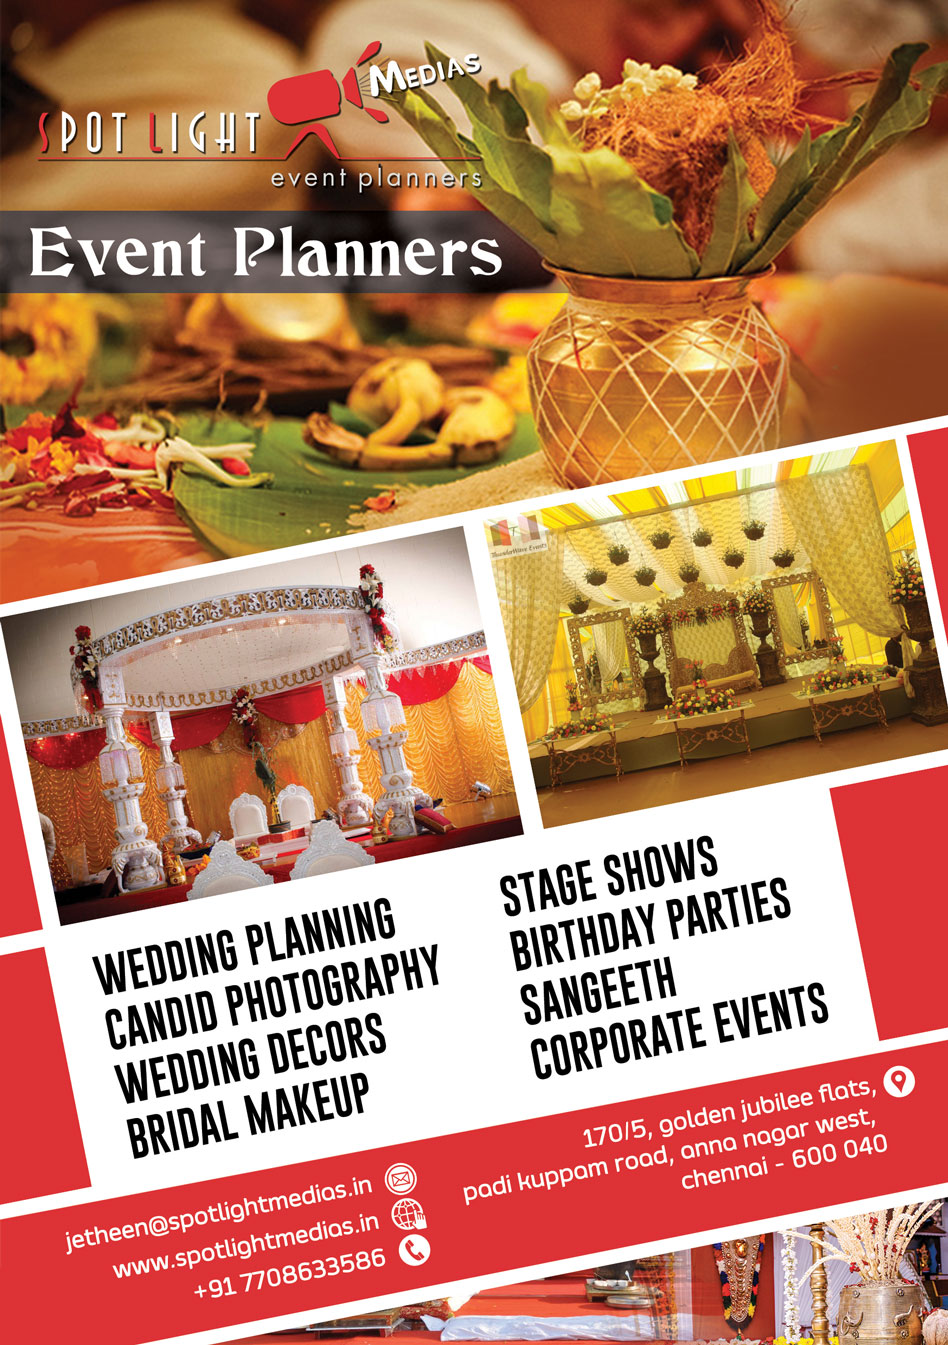 SPOT LIGHT MEDIAS
event planners
Event Planners
ThunderWave Events
WEDDING PLANNING
CANDID PHOTOGRAPHY
WEDDING DECORS
BRIDAL MAKEUP
STAGE SHOWS
BIRTHDAY PARTIES
SANGEETH
CORPORATE EVENTS
170/5, golden jubilee flats,
padi kuppam road, anna nagar west,
chennai - 600 040
jetheen@spotlightmedias.in
www.spotlightmedias.in
+91 7708633586